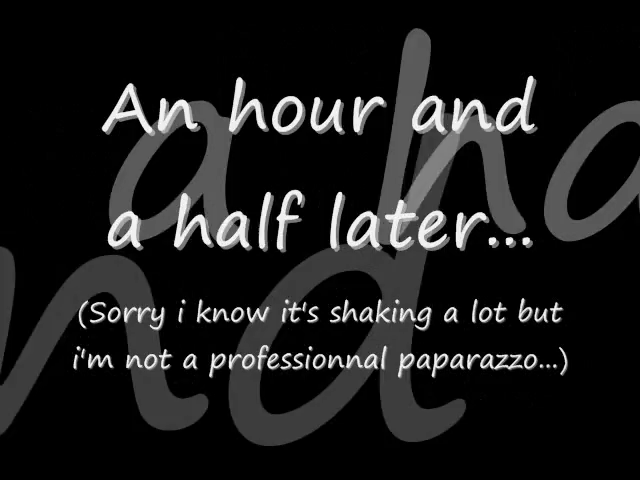 An hour and
a half later...
(Sorry i know it's shaking a lot but
i'm not a professionnal paparazzo...)